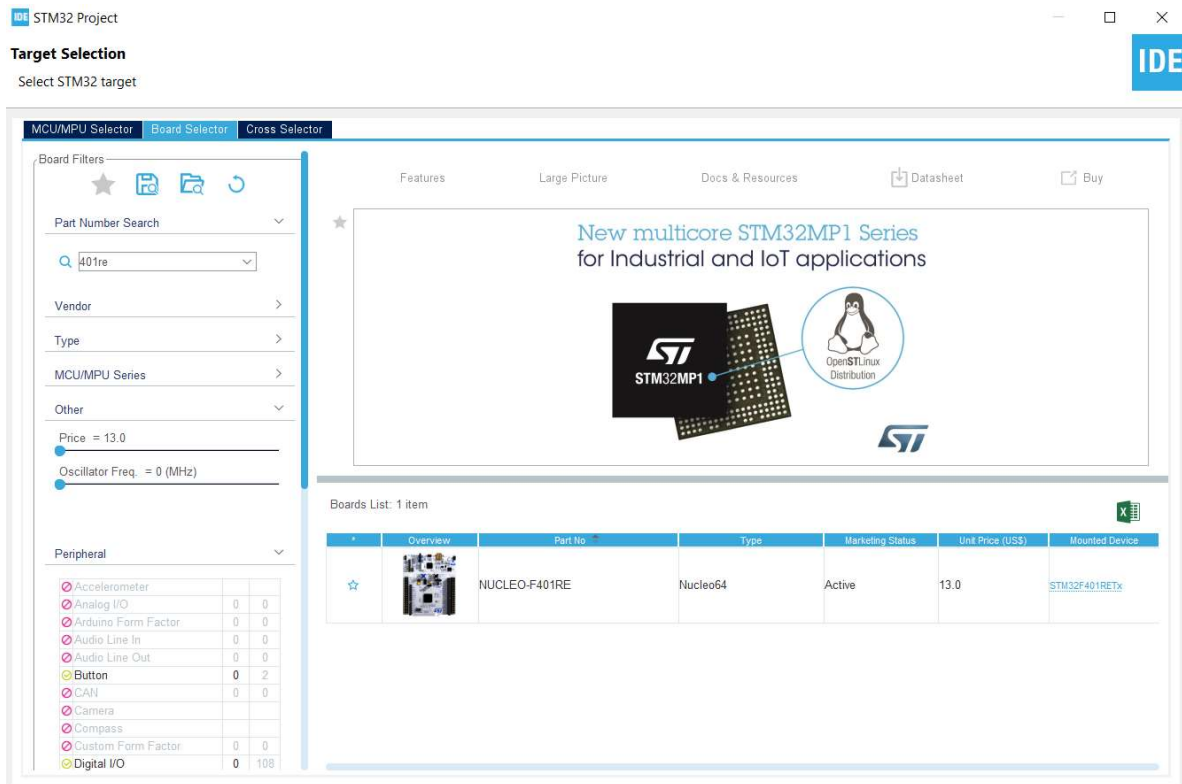 IDE STM32 Project
Target Selection
Select STM32 target
IDE
MCU/MPU Selector Board Selector Cross Selector
Board Filters
Part Number Search
401re
Vendor
Type
MCU/MPU Series
Other
Price = 13.0
Oscillator Freq. = 0 (MHz)
Peripheral
Accelerometer
Analog I/O 0 0
Arduino Form Factor 0 0
Audio Line In 0 0
Audio Line Out 0 0
Button 0 2
CAN 0 0
Camera
Compass
Custom Form Factor 0 0
Digital I/O 0 108
Features Large Picture Docs & Resources Datasheet Buy
New multicore STM32MP1 Series
for Industrial and IoT applications
ST
STM32MP1
OpenSTLinux
Distribution
ST
Boards List: 1 item
* Overview Part No Type Marketing Status Unit Price (US$) Mounted Device
NUCLEO-F401RE Nucleo64 Active 13.0 STM32F401RETx